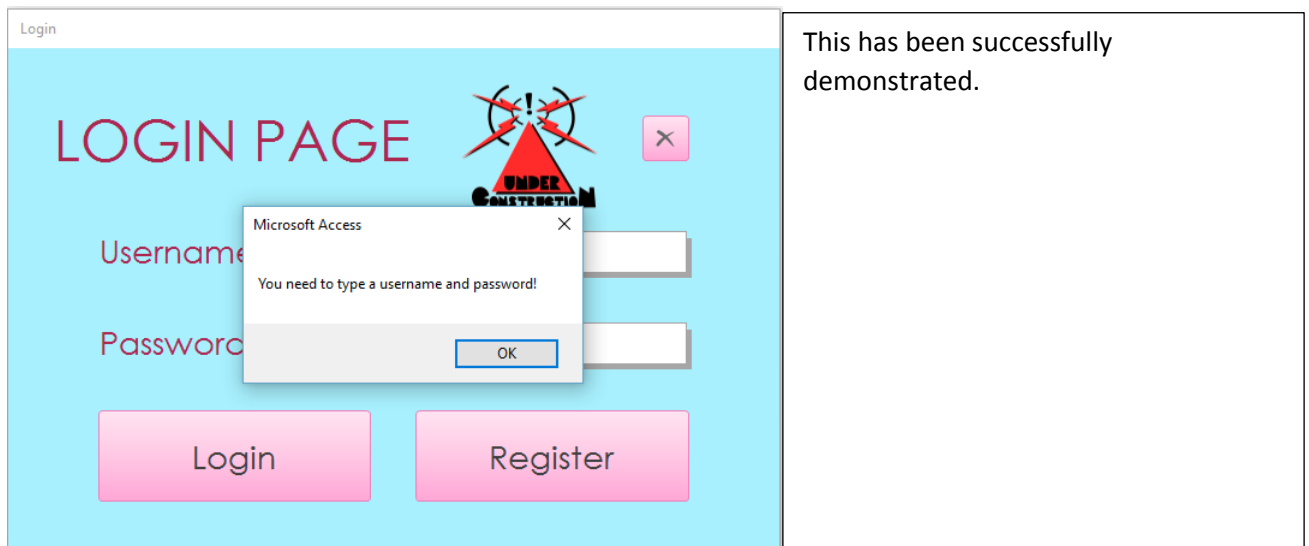 Login
This has been successfully
demonstrated.
LOGIN PAGE
UNDER
CONSTRUCTION
Microsoft Access
Username
You need to type a username and password!
Password
OK
Login
Register